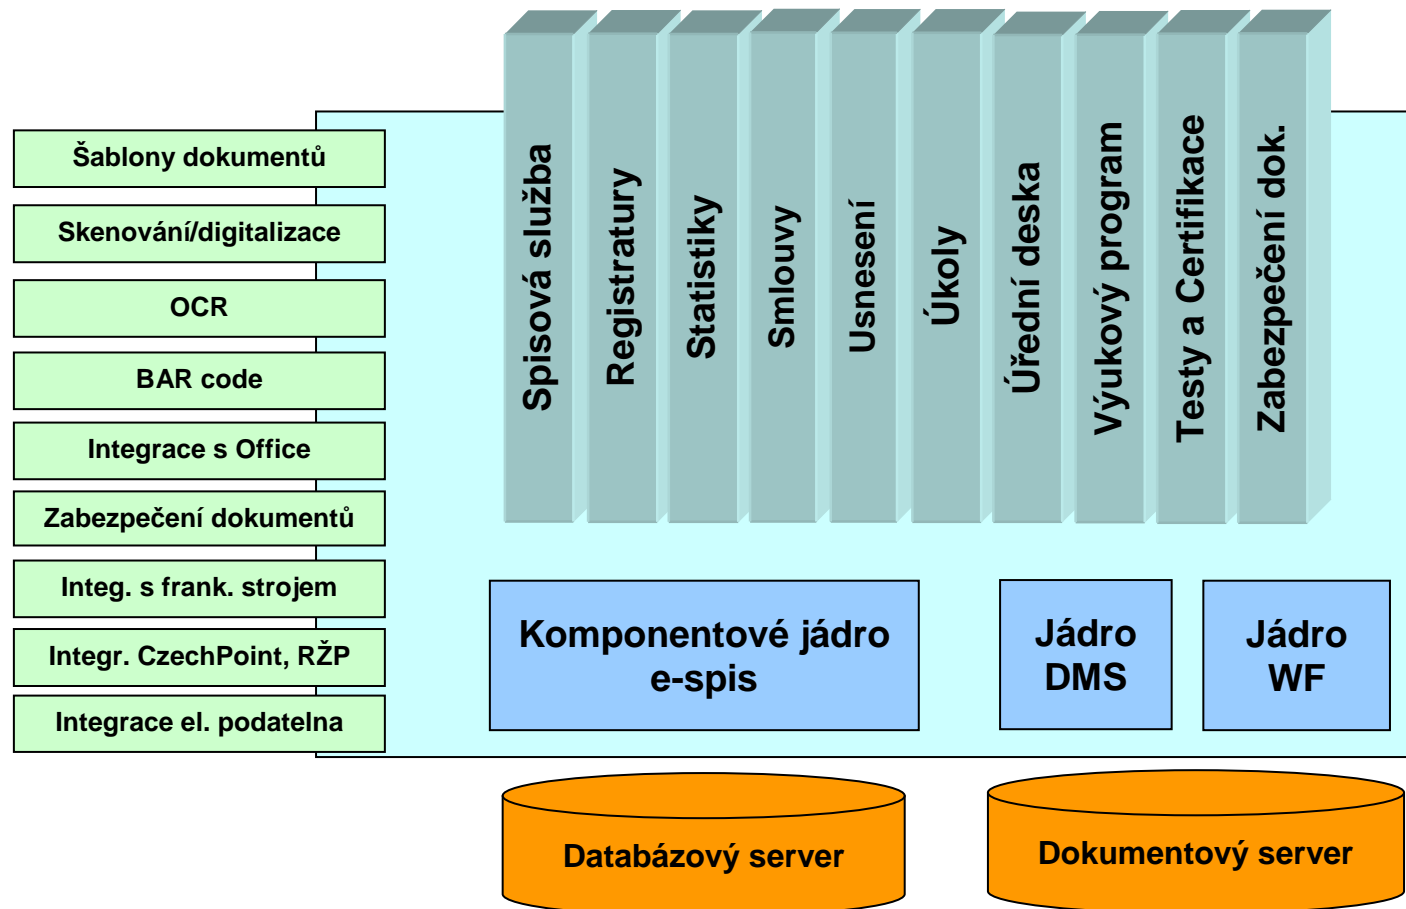 Šablony dokumentů
Skenování/digitalizace
OCR
BAR code
Integrace s Office
Zabezpečení dokumentů
Integ. s frank. strojem
Integr. CzechPoint, RŽP
Integrace el. podatelna
Spisová služba
Registratury
Statistiky
Smlouvy
Usnesení
Úkoly
Úřední deska
Výukový program
Testy a Certifikace
Zabezpečení dok.
Komponentové jádro
e-spis
Jádro
DMS
Jádro
WF
Databázový server
Dokumentový server